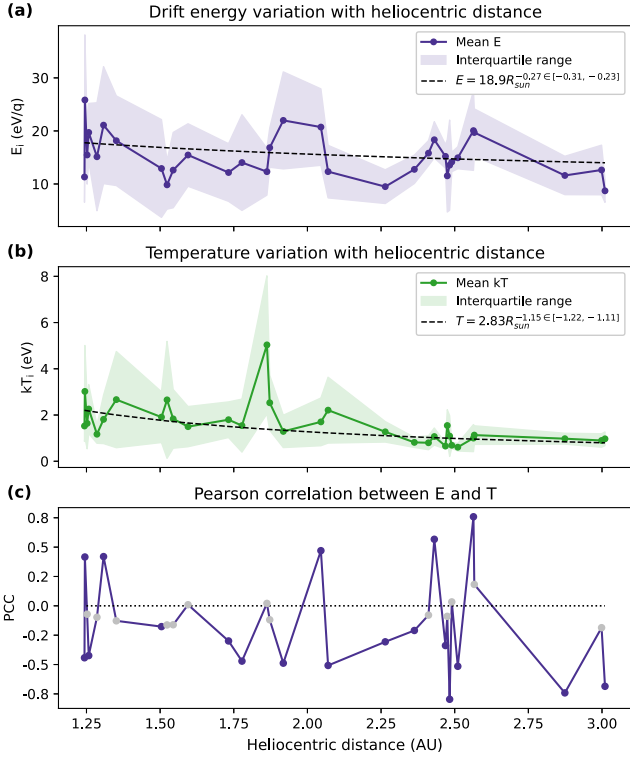 (a)
Drift energy variation with heliocentric distance
Mean E
Interquartile range
E = 18.9R_{sun}^{−0.27∈[−0.31, −0.23]}
30
20
10
E_i (eV/q)
(b)
Temperature variation with heliocentric distance
Mean kT
Interquartile range
T = 2.83R_{sun}^{−1.15∈[−1.22, −1.11]}
8
6
4
2
0
kT_i (eV)
(c)
Pearson correlation between E and T
0.8
0.5
0.2
0.0
-0.2
-0.5
-0.8
PCC
1.25 1.50 1.75 2.00 2.25 2.50 2.75 3.00
Heliocentric distance (AU)